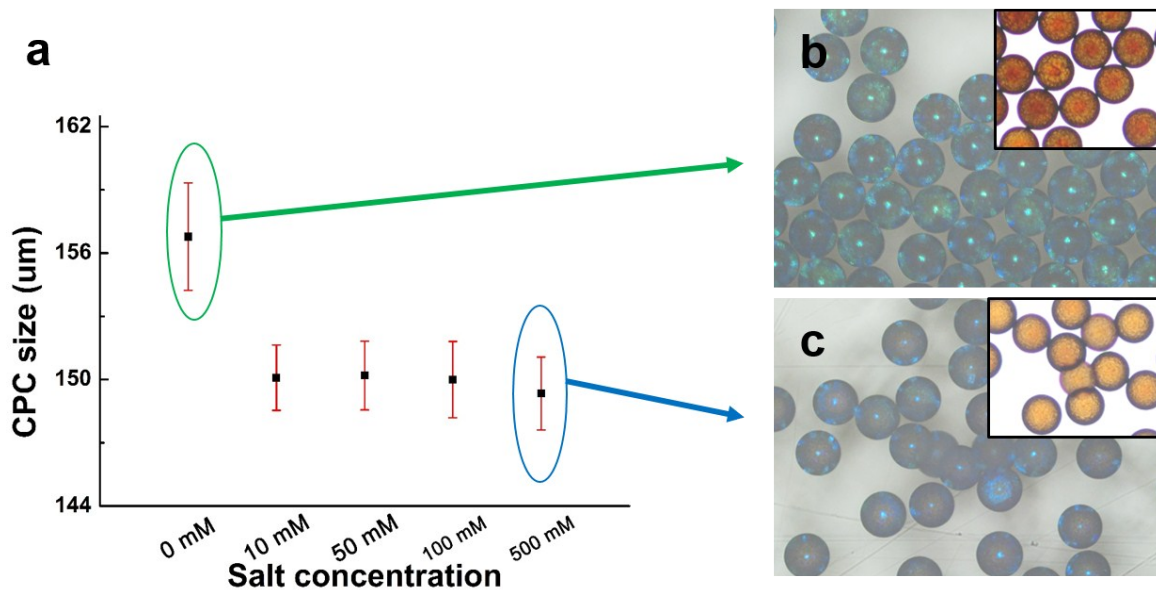 a
162
156
150
144
CPC size (um)
0 mM
10 mM
50 mM
100 mM
500 mM
Salt concentration
b
c